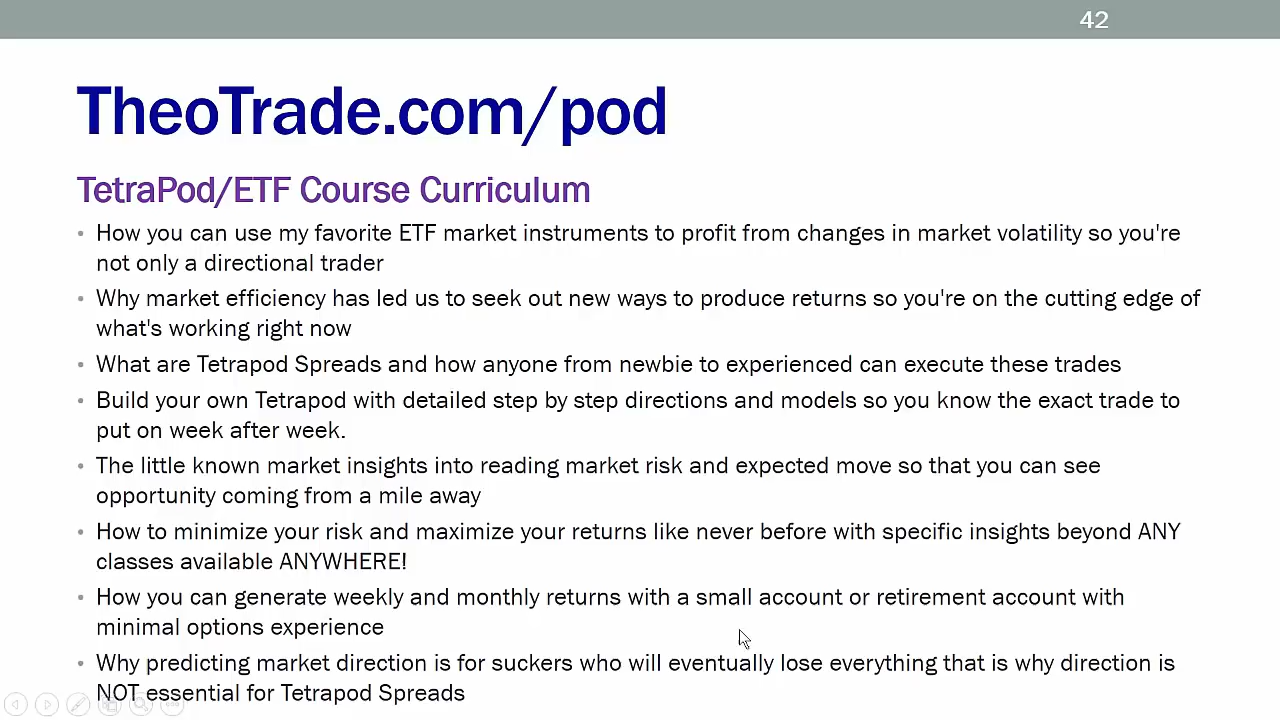 42
TheoTrade.com/pod
TetraPod/ETF Course Curriculum
• How you can use my favorite ETF market instruments to profit from changes in market volatility so you're
not only a directional trader
• Why market efficiency has led us to seek out new ways to produce returns so you're on the cutting edge of
what's working right now
• What are Tetrapod Spreads and how anyone from newbie to experienced can execute these trades
• Build your own Tetrapod with detailed step by step directions and models so you know the exact trade to
put on week after week.
• The little known market insights into reading market risk and expected move so that you can see
opportunity coming from a mile away
• How to minimize your risk and maximize your returns like never before with specific insights beyond ANY
classes available ANYWHERE!
• How you can generate weekly and monthly returns with a small account or retirement account with
minimal options experience
• Why predicting market direction is for suckers who will eventually lose everything that is why direction is
NOT essential for Tetrapod Spreads